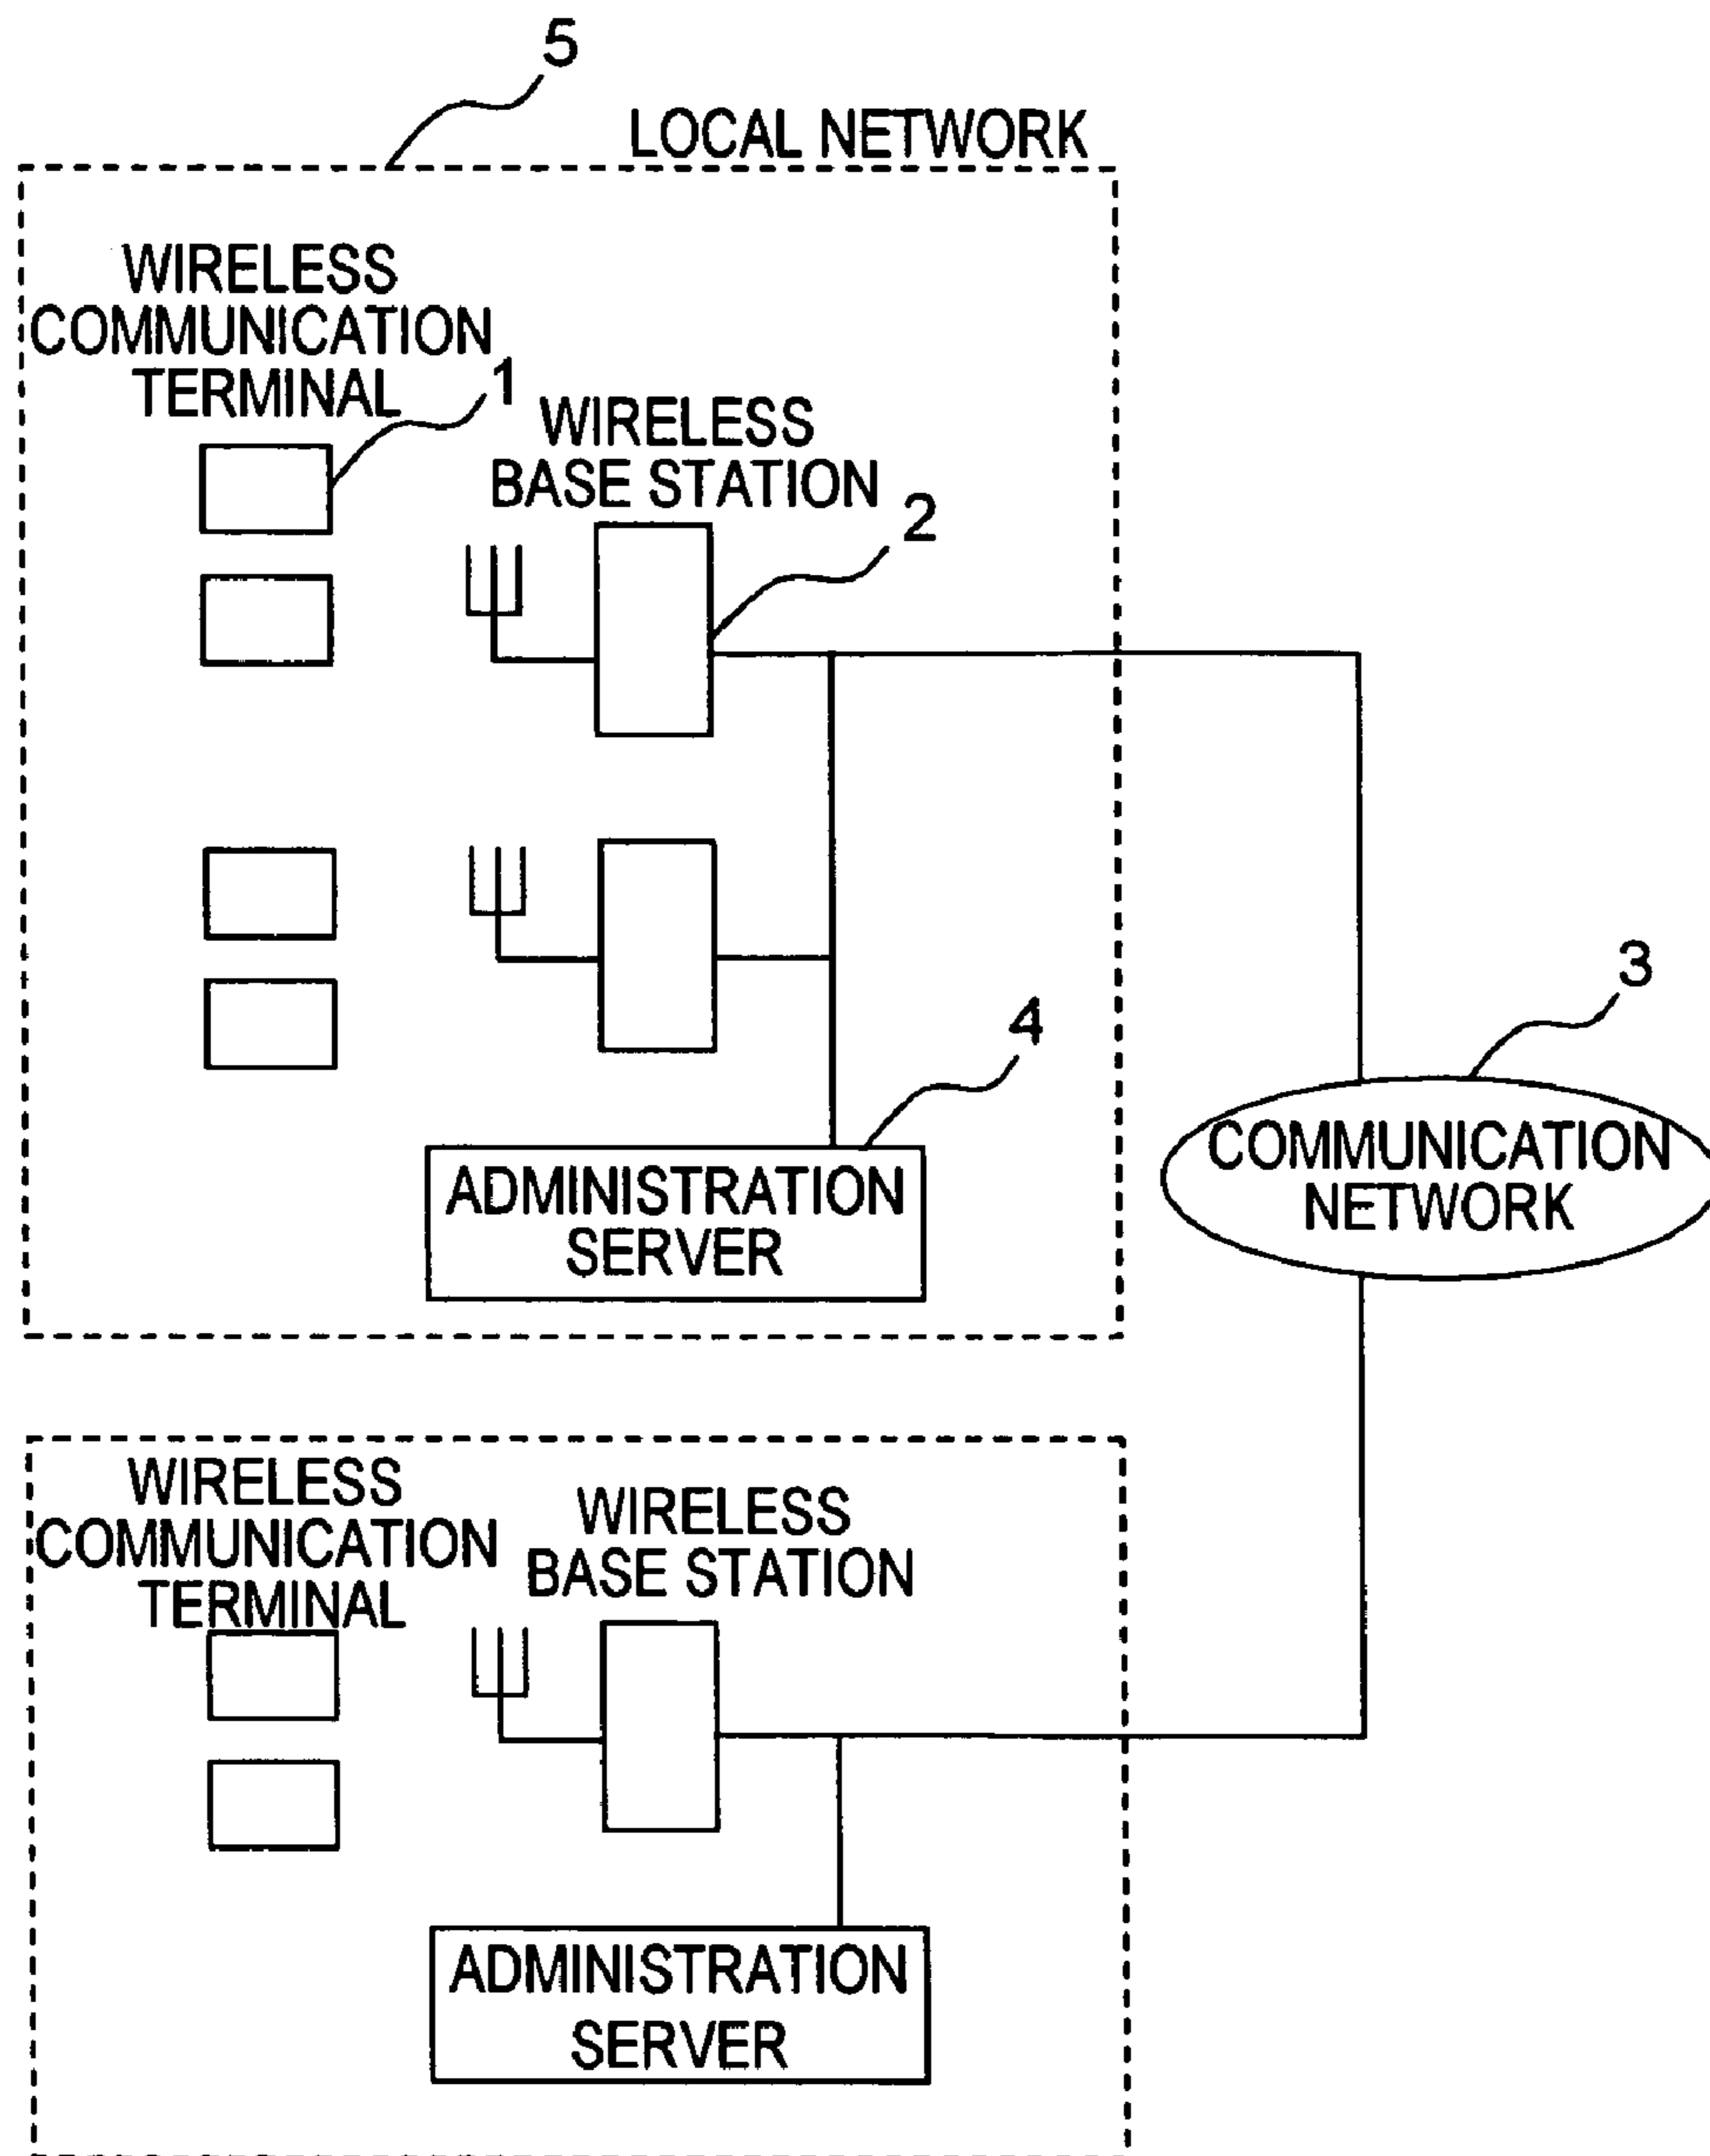 5
LOCAL NETWORK
WIRELESS
COMMUNICATION
TERMINAL
1
WIRELESS
BASE STATION
2
3
4
ADMINISTRATION
SERVER
COMMUNICATION
NETWORK
WIRELESS
COMMUNICATION
TERMINAL
WIRELESS
BASE STATION
ADMINISTRATION
SERVER